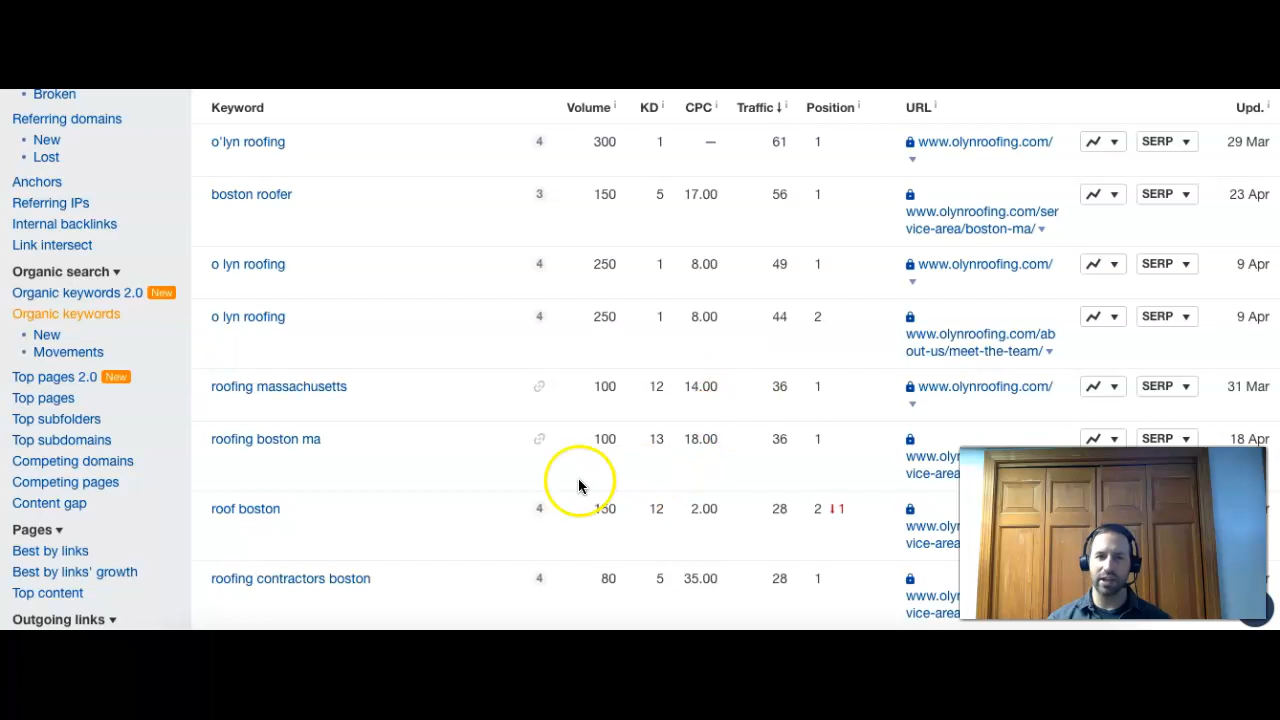 Broken
Referring domains
• New
• Lost
Anchors
Referring IPs
Internal backlinks
Link intersect
Organic search ▾
Organic keywords 2.0 New
Organic keywords
• New
• Movements
Top pages 2.0 New
Top pages
Top subfolders
Top subdomains
Competing domains
Competing pages
Content gap
Pages ▾
Best by links
Best by links' growth
Top content
Outgoing links ▾
Keyword Volume i KD i CPC i Traffic ↓ i Position i URL i Upd. i
o'lyn roofing 4 300 1 — 61 1 www.olynroofing.com/ SERP 29 Mar
boston roofer 3 150 5 17.00 56 1 SERP 23 Apr
www.olynroofing.com/ser
vice-area/boston-ma/
o lyn roofing 4 250 1 8.00 49 1 www.olynroofing.com/ SERP 9 Apr
o lyn roofing 4 250 1 8.00 44 2 SERP 9 Apr
www.olynroofing.com/ab
out-us/meet-the-team/
roofing massachusetts 100 12 14.00 36 1 www.olynroofing.com/ SERP 31 Mar
roofing boston ma 100 13 18.00 36 1 SERP 18 Apr
www.oly
vice-area
roof boston 4 150 12 2.00 28 2 ↓1
www.oly
vice-area
roofing contractors boston 4 80 5 35.00 28 1
www.oly
vice-area